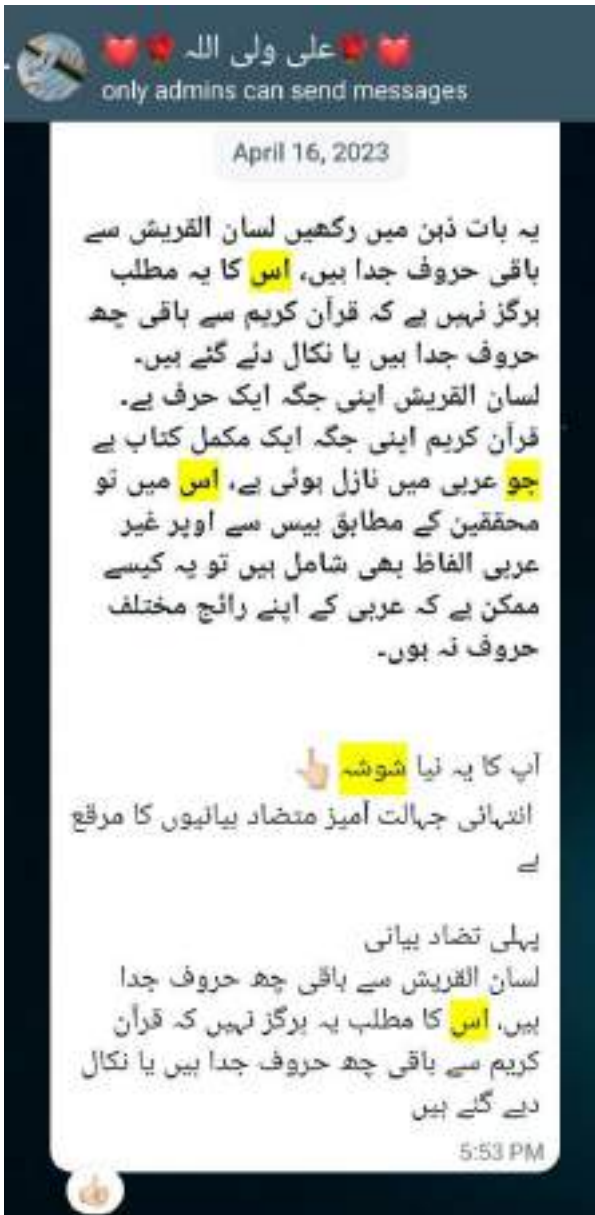 ❤️🌹علی ولی اللہ🌹❤️
only admins can send messages
April 16, 2023
یہ بات ذہن میں رکھیں لسان القریش سے
باقی حروف جدا ہیں، اس کا یہ مطلب
ہرگز نہیں ہے کہ قرآن کریم سے باقی چھ
حروف جدا ہیں یا نکال دئے گئے ہیں۔
لسان القریش اپنی جگہ ایک حرف ہے۔
قرآن کریم اپنی جگہ ایک مکمل کتاب ہے
جو عربی میں نازل ہوئی ہے، اس میں تو
محققین کے مطابق بیس سے اوپر غیر
عربی الفاظ بھی شامل ہیں تو یہ کیسے
ممکن ہے کہ عربی کے اپنے رائج مختلف
حروف نہ ہوں۔
آپ کا یہ نیا شوشہ 👆🏻
انتہائی جہالت آمیز متضاد بیانیوں کا مرقع
ہے
پہلی تضاد بیانی
لسان القریش سے باقی چھ حروف جدا
ہیں، اس کا مطلب یہ ہرگز نہیں کہ قرآن
کریم سے باقی چھ حروف جدا ہیں یا نکال
دیے گئے ہیں
5:53 PM
👍🏻